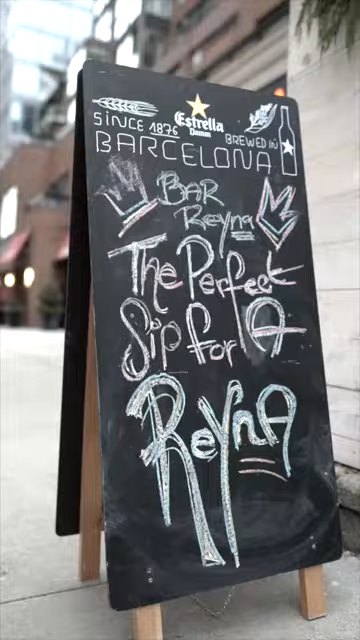 Estrella
Damm
SINCE 1876
BREWED IN
BARCELONA
BAR
Reyna
The Perfect
Sip for A
ReynA